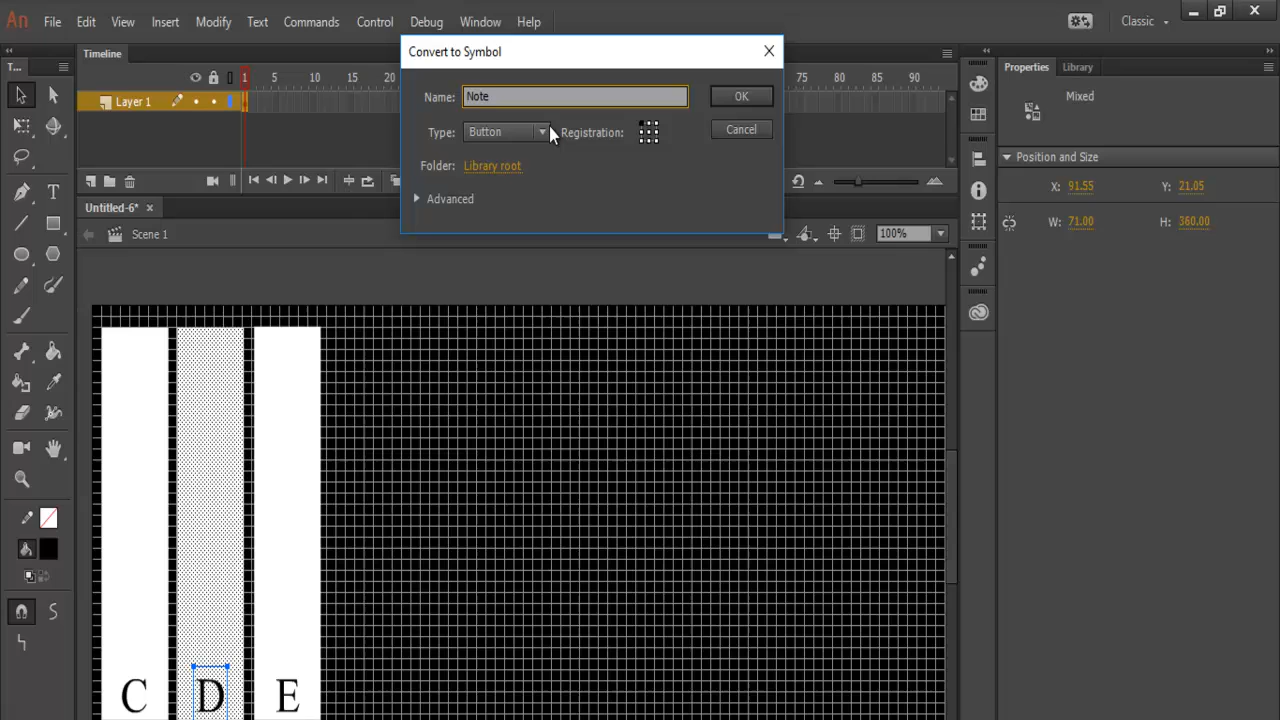 An File Edit View Insert Modify Text Commands Control Debug Window Help Classic
Convert to Symbol
Timeline
T...
Properties Library
1 5 10 15 20 75 80 85 90
Name: Note OK
Mixed
Layer 1
Type: Button Registration: Cancel
Position and Size
Folder: Library root
X: 91.55 Y: 21.05
Advanced
Untitled-6* ×
W: 71.00 H: 360.00
Scene 1 100%
C D E